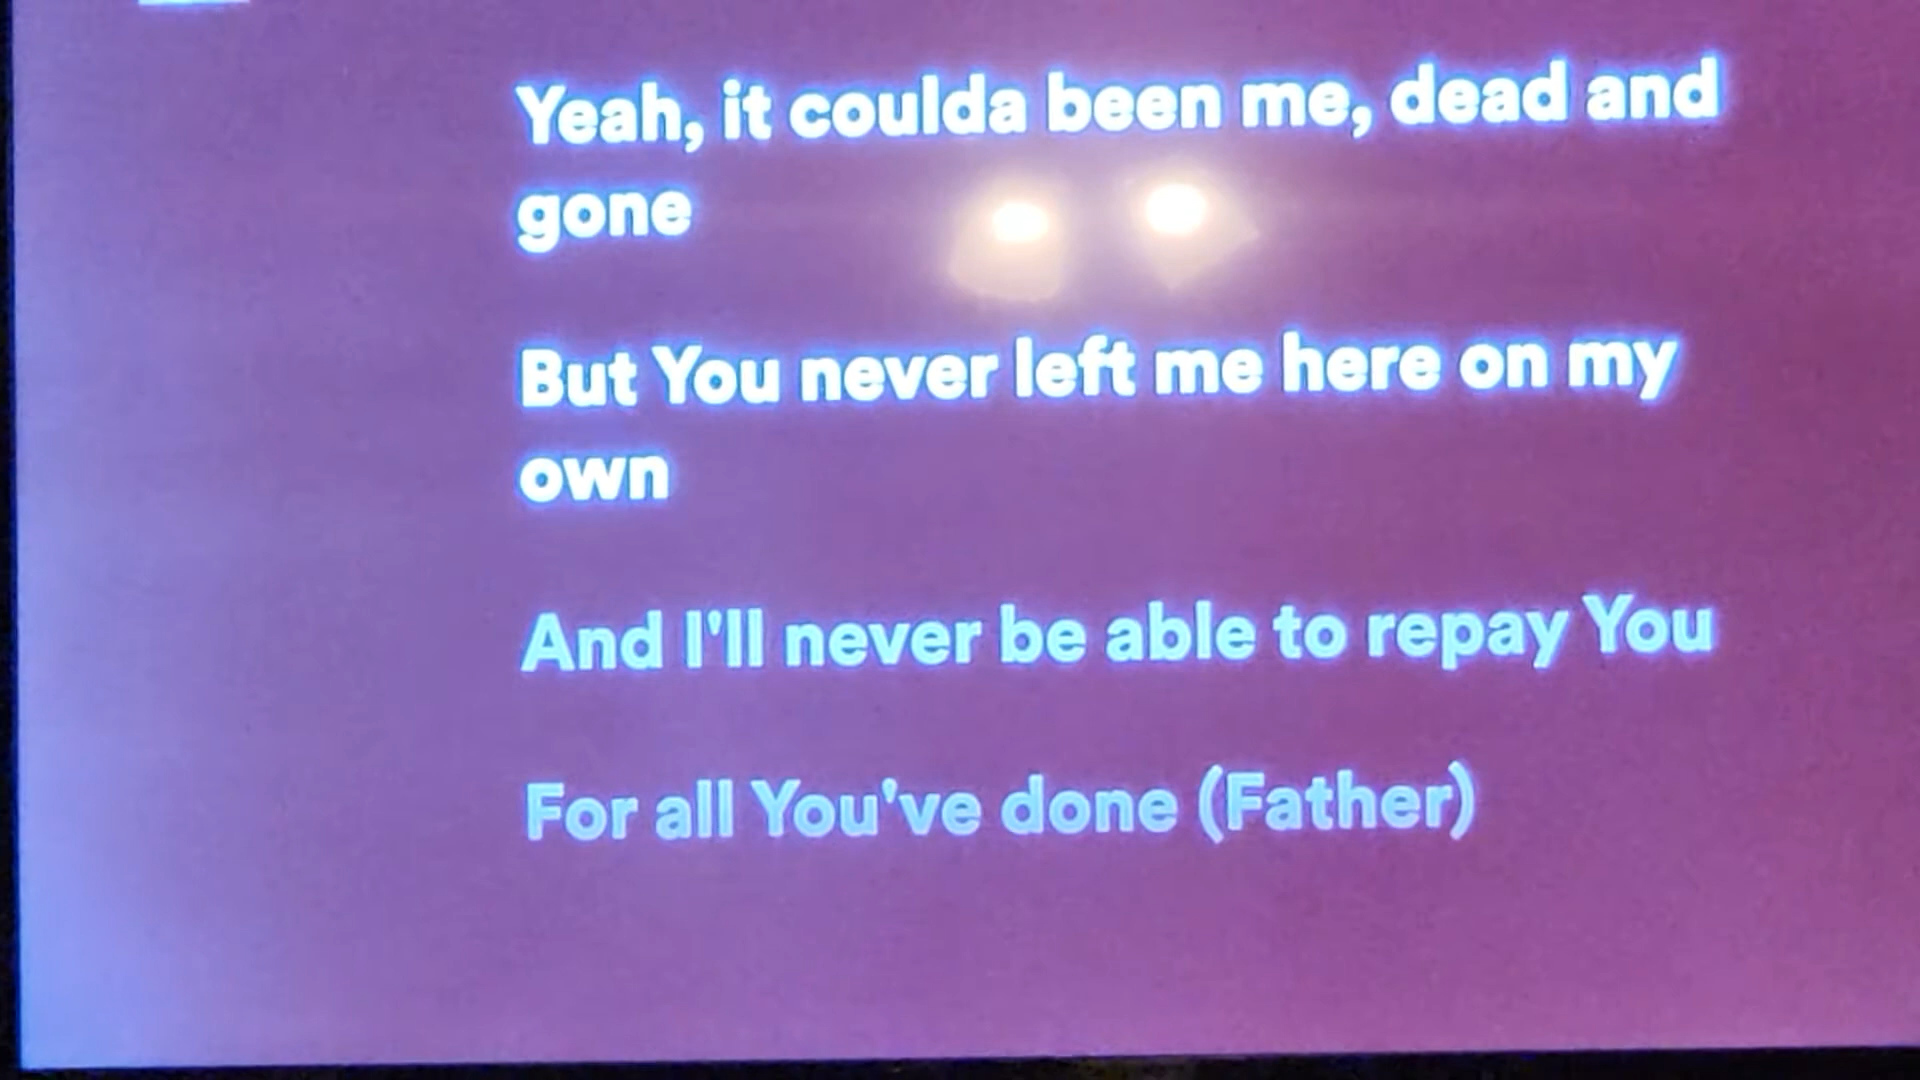 Yeah, it coulda been me, dead and
gone
But You never left me here on my
own
And I'll never be able to repay You
For all You've done (Father)